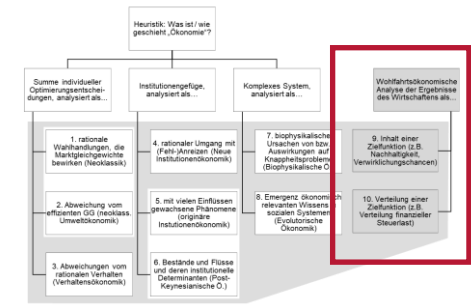 Heuristik: Was ist / wie
geschieht „Ökonomie"?
Summe individueller
Optimierungsentschei-
dungen, analysiert als...
Institutionengefüge,
analysiert als...
Komplexes System,
analysiert als...
Wohlfahrtsökonomische
Analyse der Ergebnisse
des Wirtschaftens als...
1. rationale
Wahlhandlungen, die
Marktgleichgewichte
bewirken (Neoklassik)
2. Abweichung vom
effizienten GG (neoklass.
Umweltökonomie)
3. Abweichungen vom
rationalen Verhalten
(Verhaltensökonomik)
4. rationaler Umgang mit
(Fehl-)Anreizen (Neue
Institutionenökonomik)
5. mit vielen Einflüssen
gewachsene Phänomene
(originäre
Instutionenökonomik)
6. Bestände und Flüsse
und deren institutionelle
Determinanten (Post-
Keynesianische Ö.)
7. biophysikalische
Ursachen von bzw.
Auswirkungen auf
Knappheitsprobleme
(Biophysikalische Ö.)
8. Emergenz ökonomisch
relevanten Wissens
sozialen Systemen
(Evolutorische
Ökonomik)
9. Inhalt einer
Zielfunktion (z.B.
Nachhaltigkeit,
Verwirklichungschancen)
10. Verteilung einer
Zielfunktion (z.B.
Verteilung finanzieller
Steuerlast)